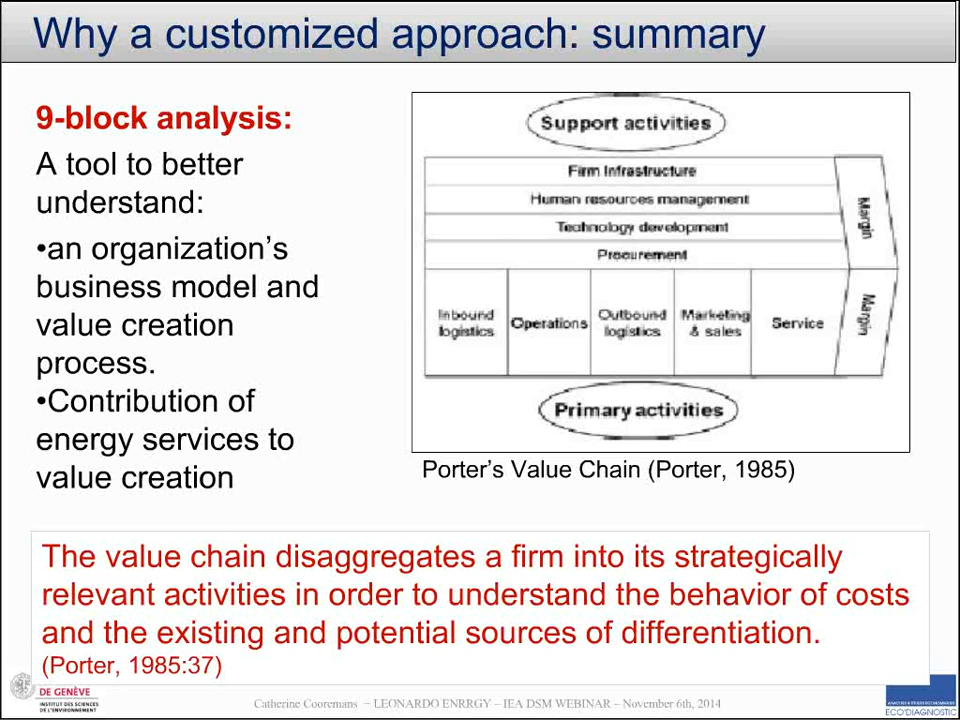 Why a customized approach: summary
9-block analysis:
A tool to better
understand:
•an organization's
business model and
value creation
process.
•Contribution of
energy services to
value creation
Support activities
Firm Infrastructure
Human resources management
Technology development
Procurement
Margin
Inbound
logistics
Operations
Outbound
logistics
Marketing
& sales
Service
Margin
Primary activities
Porter's Value Chain (Porter, 1985)
The value chain disaggregates a firm into its strategically
relevant activities in order to understand the behavior of costs
and the existing and potential sources of differentiation.
(Porter, 1985:37)
DE GENÈVE
INSTITUT DES SCIENCES
DE L'ENVIRONNEMENT
Catherine Cooremans – LEONARDO ENRRGY – IEA DSM WEBINAR – November 6th, 2014
ECO'DIAGNOSTIC